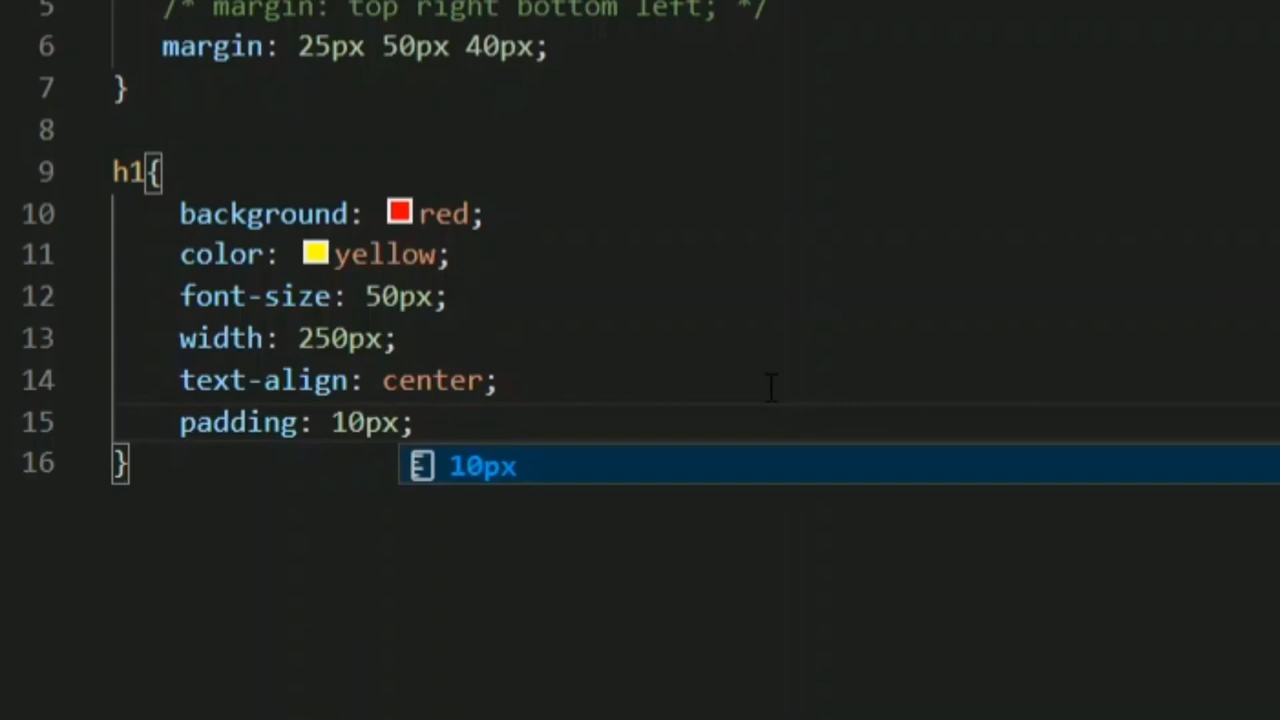 5 /* margin: top right bottom left; */
6 margin: 25px 50px 40px;
7 }
8
9 h1{
10 background: red;
11 color: yellow;
12 font-size: 50px;
13 width: 250px;
14 text-align: center;
15 padding: 10px;
16 }
10px